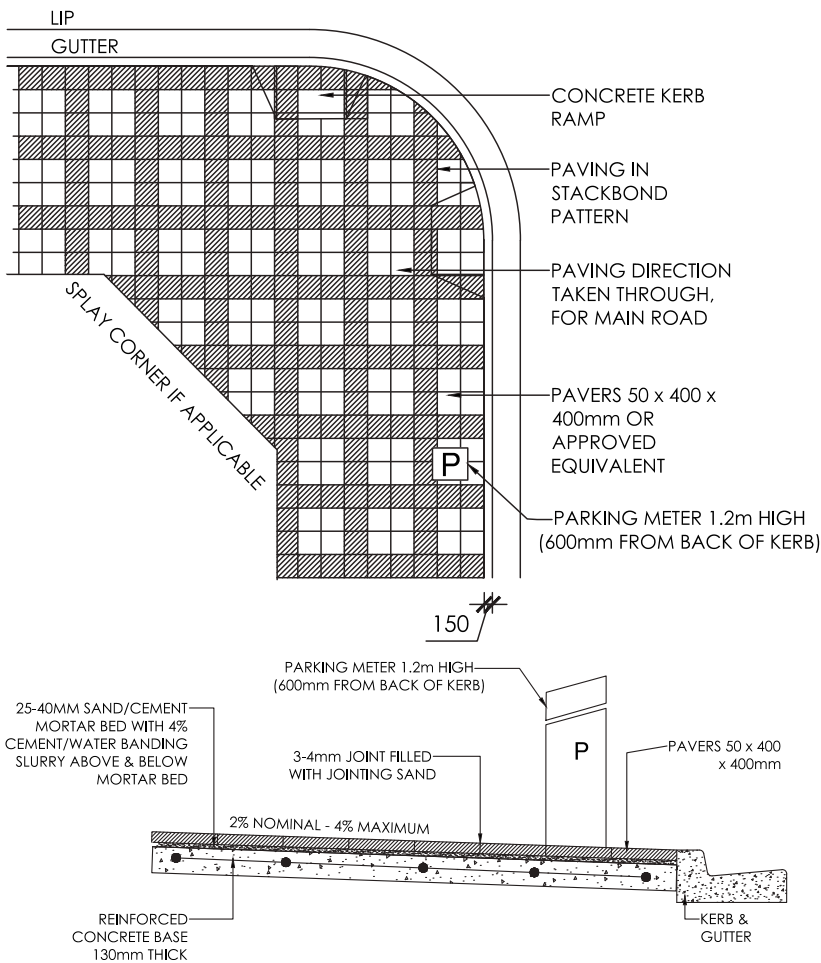 LIP
GUTTER
CONCRETE KERB
RAMP
PAVING IN
STACKBOND
PATTERN
PAVING DIRECTION
TAKEN THROUGH,
FOR MAIN ROAD
SPLAY CORNER IF APPLICABLE
PAVERS 50 x 400 x
400mm OR
APPROVED
EQUIVALENT
P
PARKING METER 1.2m HIGH
(600mm FROM BACK OF KERB)
150
PARKING METER 1.2m HIGH
(600mm FROM BACK OF KERB)
25-40MM SAND/CEMENT
MORTAR BED WITH 4%
CEMENT/WATER BANDING
SLURRY ABOVE & BELOW
MORTAR BED
3-4mm JOINT FILLED
WITH JOINTING SAND
P
PAVERS 50 x 400
x 400mm
2% NOMINAL - 4% MAXIMUM
REINFORCED
CONCRETE BASE
130mm THICK
KERB &
GUTTER